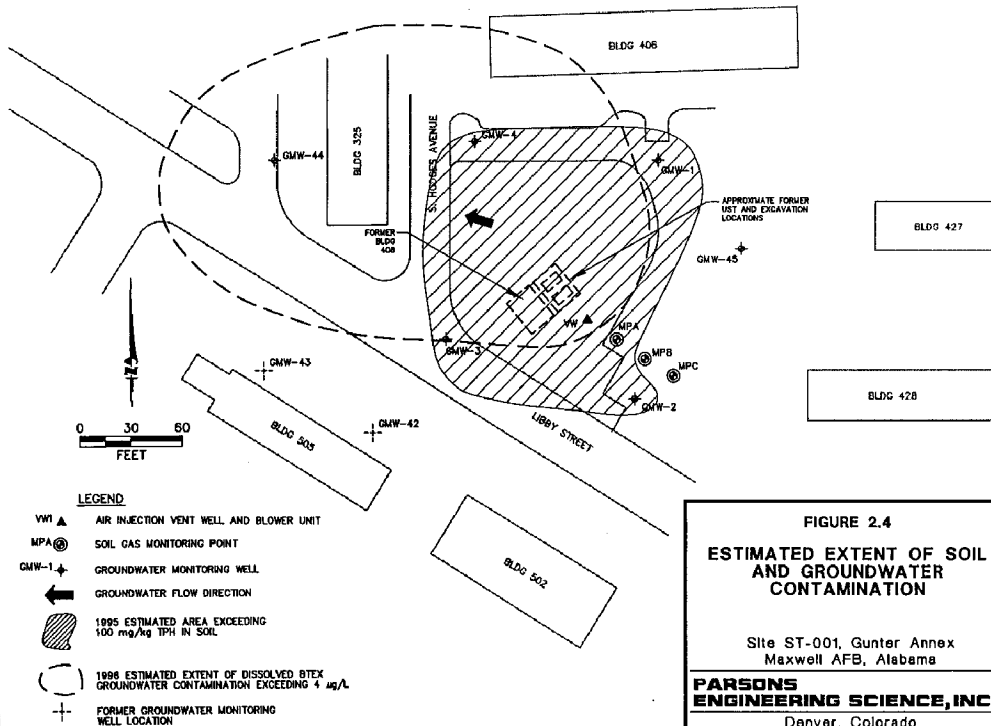 BLDG 406
BLDG 325
S. HODGES AVENUE
GMW-4
GMW-44
GMW-1
APPROXIMATE FORMER
UST AND EXCAVATION
LOCATIONS
BLDG 427
FORMER
BLDG
408
GMW-45
VW
MPA
MPB
MPC
GMW-3
GMW-43
GMW-2
BLDG 428
N
LIBBY STREET
GMW-42
BLDG 503
0 30 60
FEET
BLDG 502
LEGEND
VW1 AIR INJECTION VENT WELL AND BLOWER UNIT
MPA SOIL GAS MONITORING POINT
GMW-1 GROUNDWATER MONITORING WELL
GROUNDWATER FLOW DIRECTION
1995 ESTIMATED AREA EXCEEDING
100 mg/kg TPH IN SOIL
1996 ESTIMATED EXTENT OF DISSOLVED BTEX
GROUNDWATER CONTAMINATION EXCEEDING 4 µg/L
FORMER GROUNDWATER MONITORING
WELL LOCATION
FIGURE 2.4
ESTIMATED EXTENT OF SOIL
AND GROUNDWATER
CONTAMINATION
Site ST-001, Gunter Annex
Maxwell AFB, Alabama
PARSONS
ENGINEERING SCIENCE, INC
Denver, Colorado